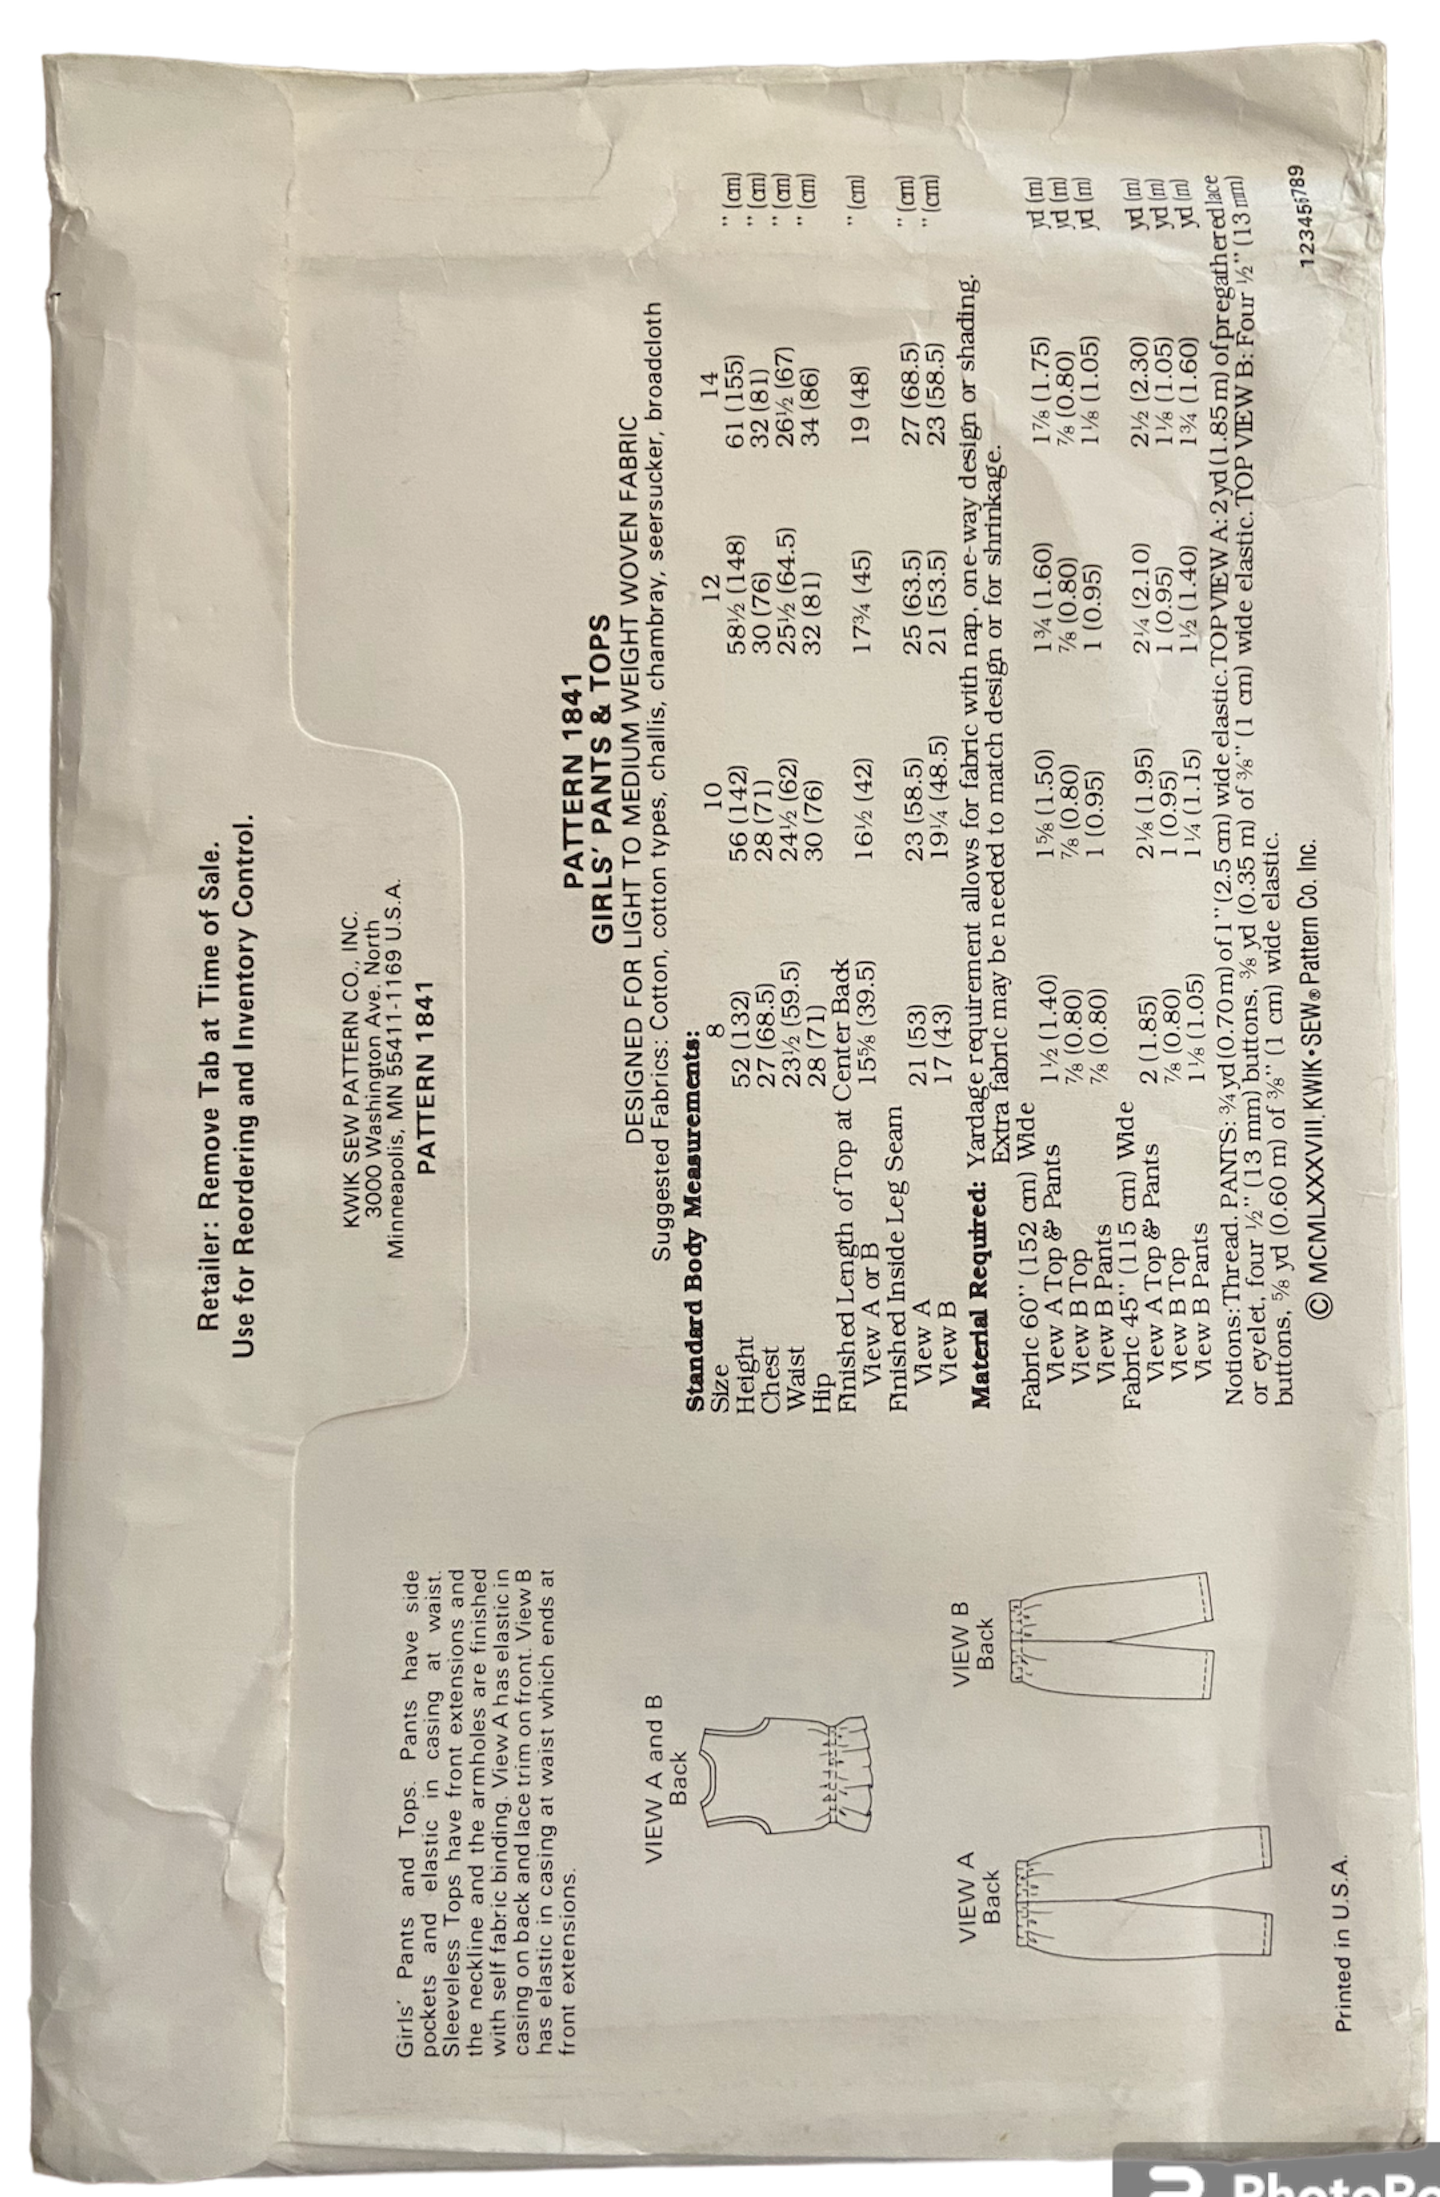 Retailer: Remove Tab at Time of Sale.
Use for Reordering and Inventory Control.
KWIK SEW PATTERN CO., INC.
3000 Washington Ave. North
Minneapolis, MN 55411-1169 U.S.A.
PATTERN 1841
Girls' Pants and Tops. Pants have side
pockets and elastic in casing at waist.
Sleeveless Tops have front extensions and
the neckline and the armholes are finished
with self fabric binding. View A has elastic in
casing on back and lace trim on front. View B
has elastic in casing at waist which ends at
front extensions.
VIEW A and B
Back
VIEW A
Back
VIEW B
Back
Printed in U.S.A.
PATTERN 1841
GIRLS' PANTS & TOPS
DESIGNED FOR LIGHT TO MEDIUM WEIGHT WOVEN FABRIC
Suggested Fabrics: Cotton, cotton types, challis, chambray, seersucker, broadcloth
Standard Body Measurements:
Size 8 10 12 14
Height 52 (132) 56 (142) 58½ (148) 61 (155) " (cm)
Chest 27 (68.5) 28 (71) 30 (76) 32 (81) " (cm)
Waist 23½ (59.5) 24½ (62) 25½ (64.5) 26½ (67) " (cm)
Hip 28 (71) 30 (76) 32 (81) 34 (86) " (cm)
Finished Length of Top at Center Back
View A or B 15⅝ (39.5) 16½ (42) 17¾ (45) 19 (48) " (cm)
Finished Inside Leg Seam
View A 21 (53) 23 (58.5) 25 (63.5) 27 (68.5) " (cm)
View B 17 (43) 19¼ (48.5) 21 (53.5) 23 (58.5) " (cm)
Material Required: Yardage requirement allows for fabric with nap, one-way design or shading.
Extra fabric may be needed to match design or for shrinkage.
Fabric 60" (152 cm) Wide
View A Top & Pants 1½ (1.40) 1⅝ (1.50) 1¾ (1.60) 1⅞ (1.75) yd (m)
View B Top ⅞ (0.80) ⅞ (0.80) ⅞ (0.80) ⅞ (0.80) yd (m)
View B Pants ⅞ (0.80) 1 (0.95) 1 (0.95) 1⅛ (1.05) yd (m)
Fabric 45" (115 cm) Wide
View A Top & Pants 2 (1.85) 2⅛ (1.95) 2¼ (2.10) 2½ (2.30) yd (m)
View B Top ⅞ (0.80) 1 (0.95) 1 (0.95) 1⅛ (1.05) yd (m)
View B Pants 1⅛ (1.05) 1¼ (1.15) 1½ (1.40) 1¾ (1.60) yd (m)
Notions: Thread. PANTS: ¾ yd (0.70 m) of 1" (2.5 cm) wide elastic. TOP VIEW A: 2 yd (1.85 m) of pregathered lace
or eyelet, four ½" (13 mm) buttons, ⅜ yd (0.35 m) of ⅜" (1 cm) wide elastic. TOP VIEW B: Four ½" (13 mm)
buttons, ⅝ yd (0.60 m) of ⅜" (1 cm) wide elastic.
© MCMLXXXVIII, KWIK•SEW® Pattern Co. Inc.
123456789